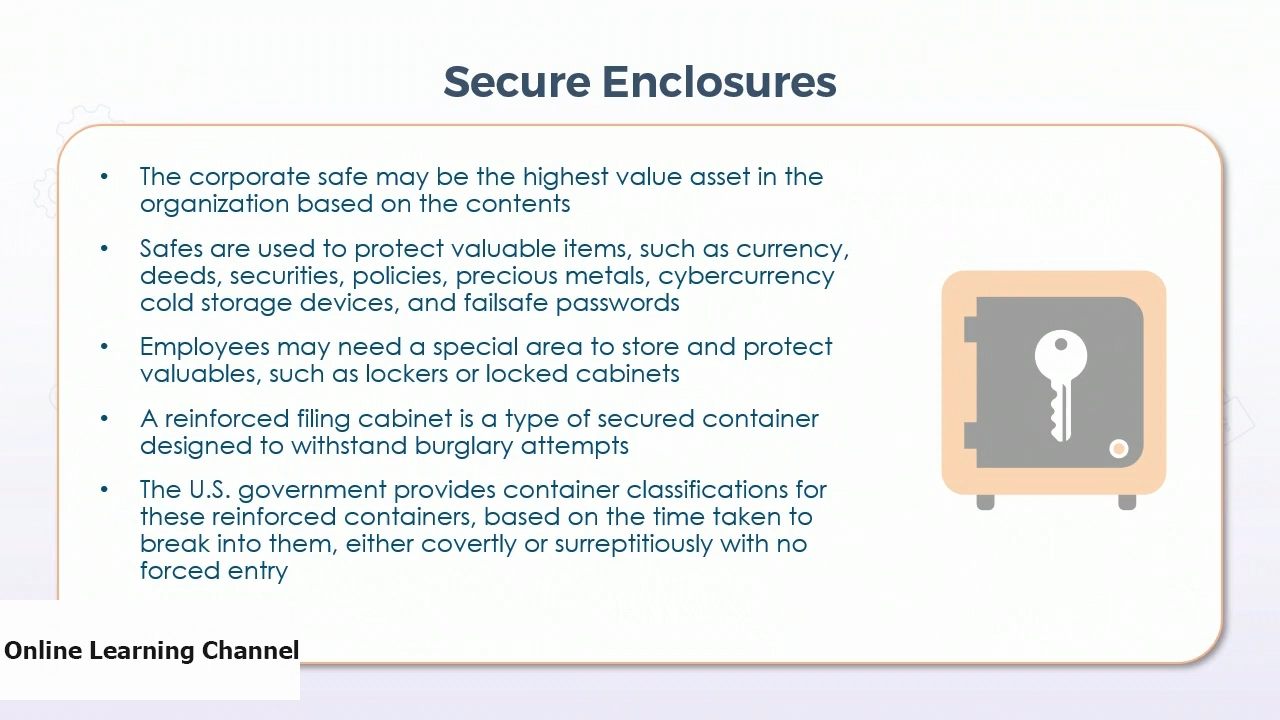 Secure Enclosures
• The corporate safe may be the highest value asset in the
organization based on the contents
• Safes are used to protect valuable items, such as currency,
deeds, securities, policies, precious metals, cybercurrency
cold storage devices, and failsafe passwords
• Employees may need a special area to store and protect
valuables, such as lockers or locked cabinets
• A reinforced filing cabinet is a type of secured container
designed to withstand burglary attempts
• The U.S. government provides container classifications for
these reinforced containers, based on the time taken to
break into them, either covertly or surreptitiously with no
forced entry
Online Learning Channel